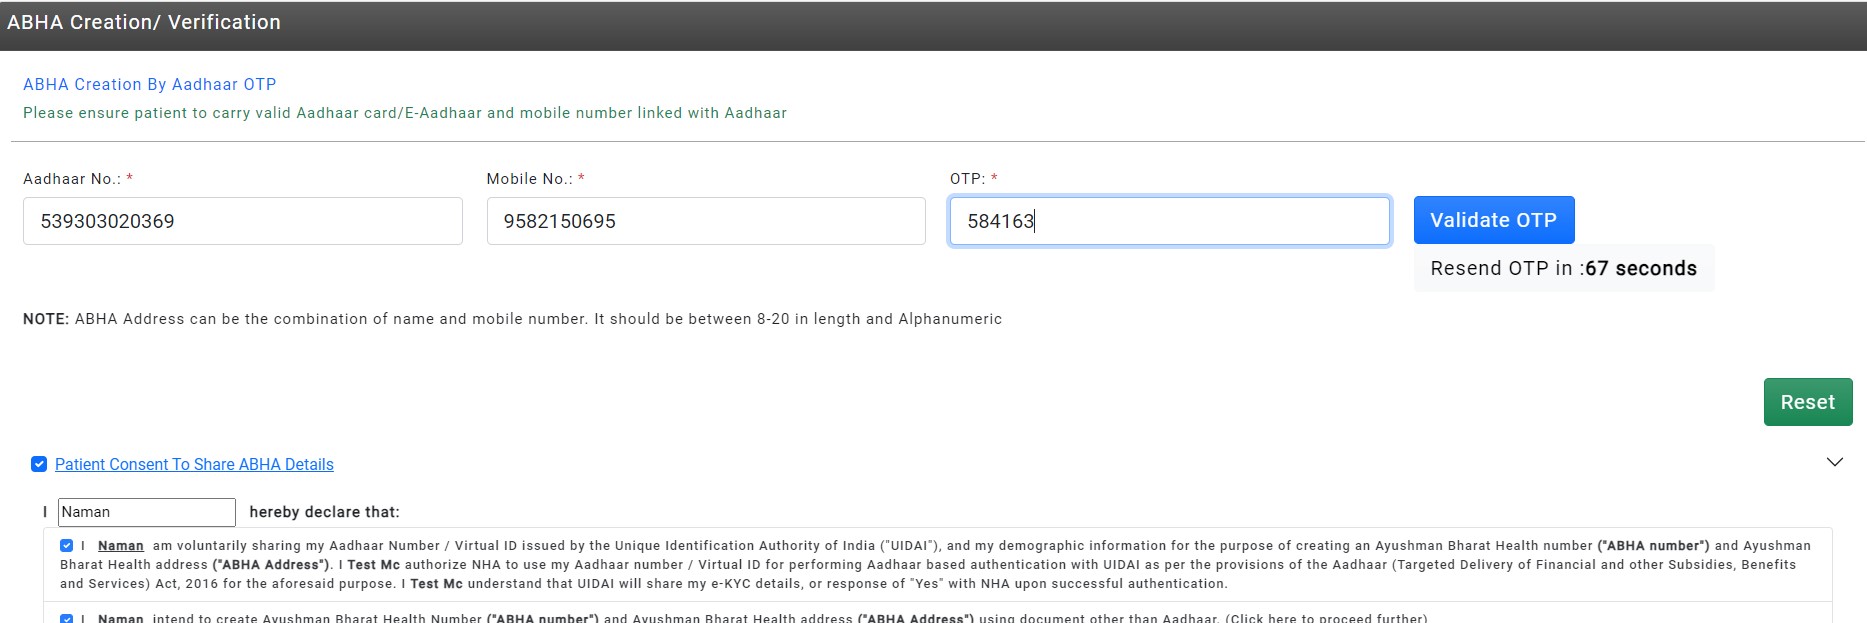 ABHA Creation/ Verification
ABHA Creation By Aadhaar OTP
Please ensure patient to carry valid Aadhaar card/E-Aadhaar and mobile number linked with Aadhaar
Aadhaar No.: * Mobile No.: * OTP: *
539303020369 9582150695 584163 Validate OTP
Resend OTP in :67 seconds
NOTE: ABHA Address can be the combination of name and mobile number. It should be between 8-20 in length and Alphanumeric
Reset
Patient Consent To Share ABHA Details
I Naman hereby declare that:
I Naman am voluntarily sharing my Aadhaar Number / Virtual ID issued by the Unique Identification Authority of India ("UIDAI"), and my demographic information for the purpose of creating an Ayushman Bharat Health number ("ABHA number") and Ayushman
Bharat Health address ("ABHA Address"). I Test Mc authorize NHA to use my Aadhaar number / Virtual ID for performing Aadhaar based authentication with UIDAI as per the provisions of the Aadhaar (Targeted Delivery of Financial and other Subsidies, Benefits
and Services) Act, 2016 for the aforesaid purpose. I Test Mc understand that UIDAI will share my e-KYC details, or response of "Yes" with NHA upon successful authentication.
I Naman intend to create Ayushman Bharat Health Number ("ABHA number") and Ayushman Bharat Health address ("ABHA Address") using document other than Aadhaar. (Click here to proceed further)